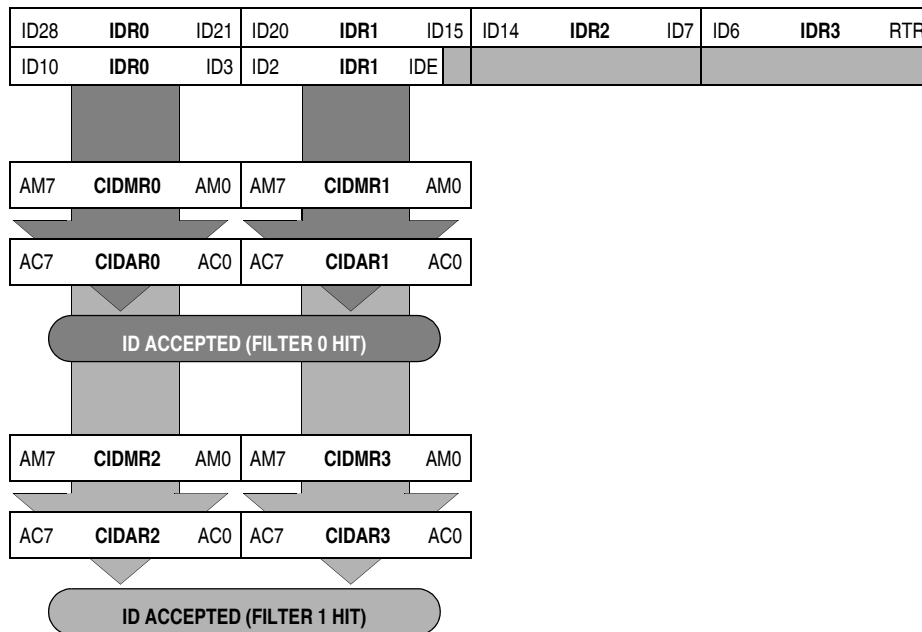 ID28 IDR0 ID21 ID20 IDR1 ID15 ID14 IDR2 ID7 ID6 IDR3 RTR
ID10 IDR0 ID3 ID2 IDR1 IDE
AM7 CIDMR0 AM0 AM7 CIDMR1 AM0
AC7 CIDAR0 AC0 AC7 CIDAR1 AC0
ID ACCEPTED (FILTER 0 HIT)
AM7 CIDMR2 AM0 AM7 CIDMR3 AM0
AC7 CIDAR2 AC0 AC7 CIDAR3 AC0
ID ACCEPTED (FILTER 1 HIT)